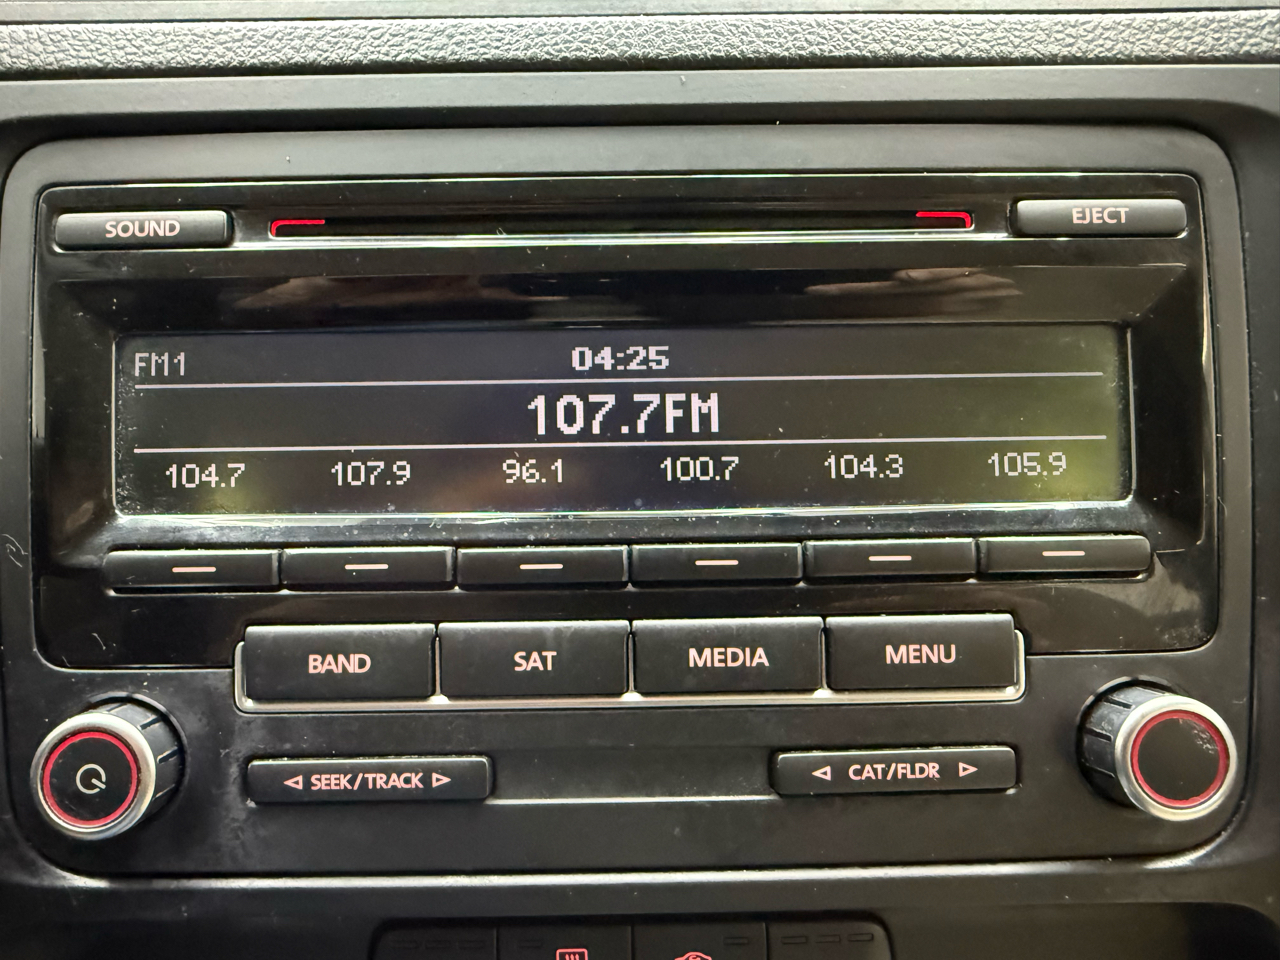 SOUND
EJECT
FM1 04:25
107.7FM
104.7 107.9 96.1 100.7 104.3 105.9
BAND SAT MEDIA MENU
SEEK/TRACK CAT/FLDR